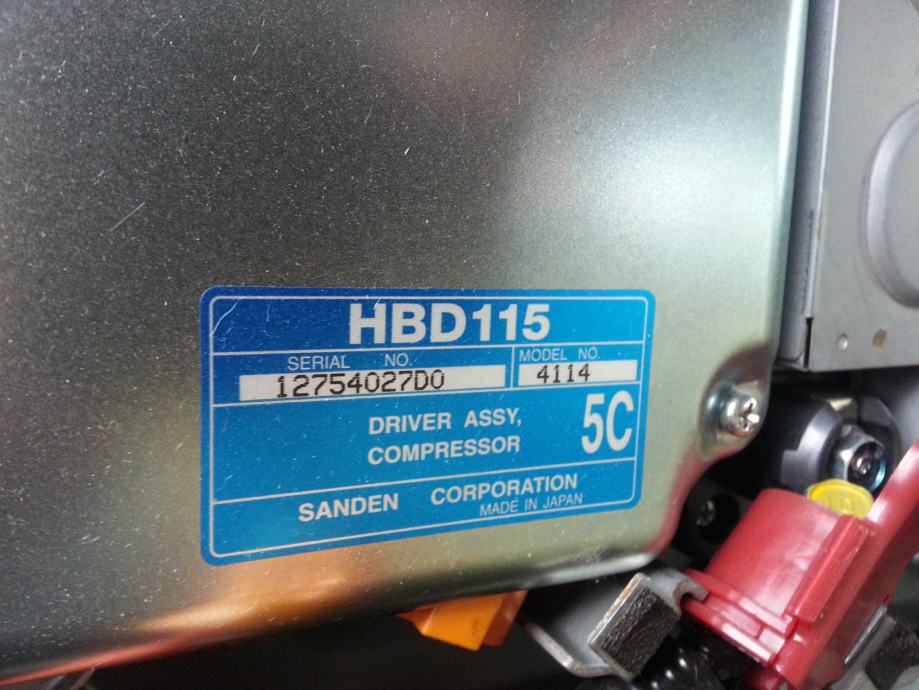 HBD115
SERIAL NO. MODEL NO.
12754027D0 4114
DRIVER ASSY,
COMPRESSOR
5C
SANDEN CORPORATION
MADE IN JAPAN